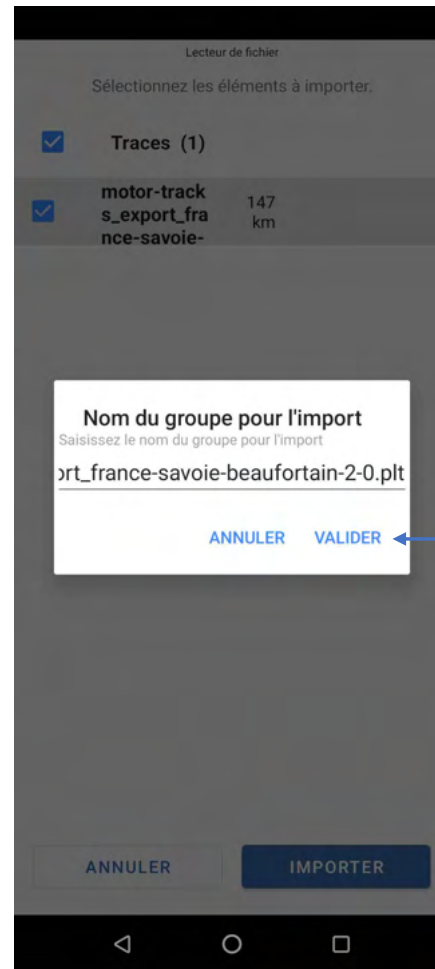 Lecteur de fichier
Sélectionnez les éléments à importer.
Traces (1)
motor-track
s_export_fra
nce-savoie-
147
km
Nom du groupe pour l'import
Saisissez le nom du groupe pour l'import
ort_france-savoie-beaufortain-2-0.plt
ANNULER VALIDER
ANNULER IMPORTER